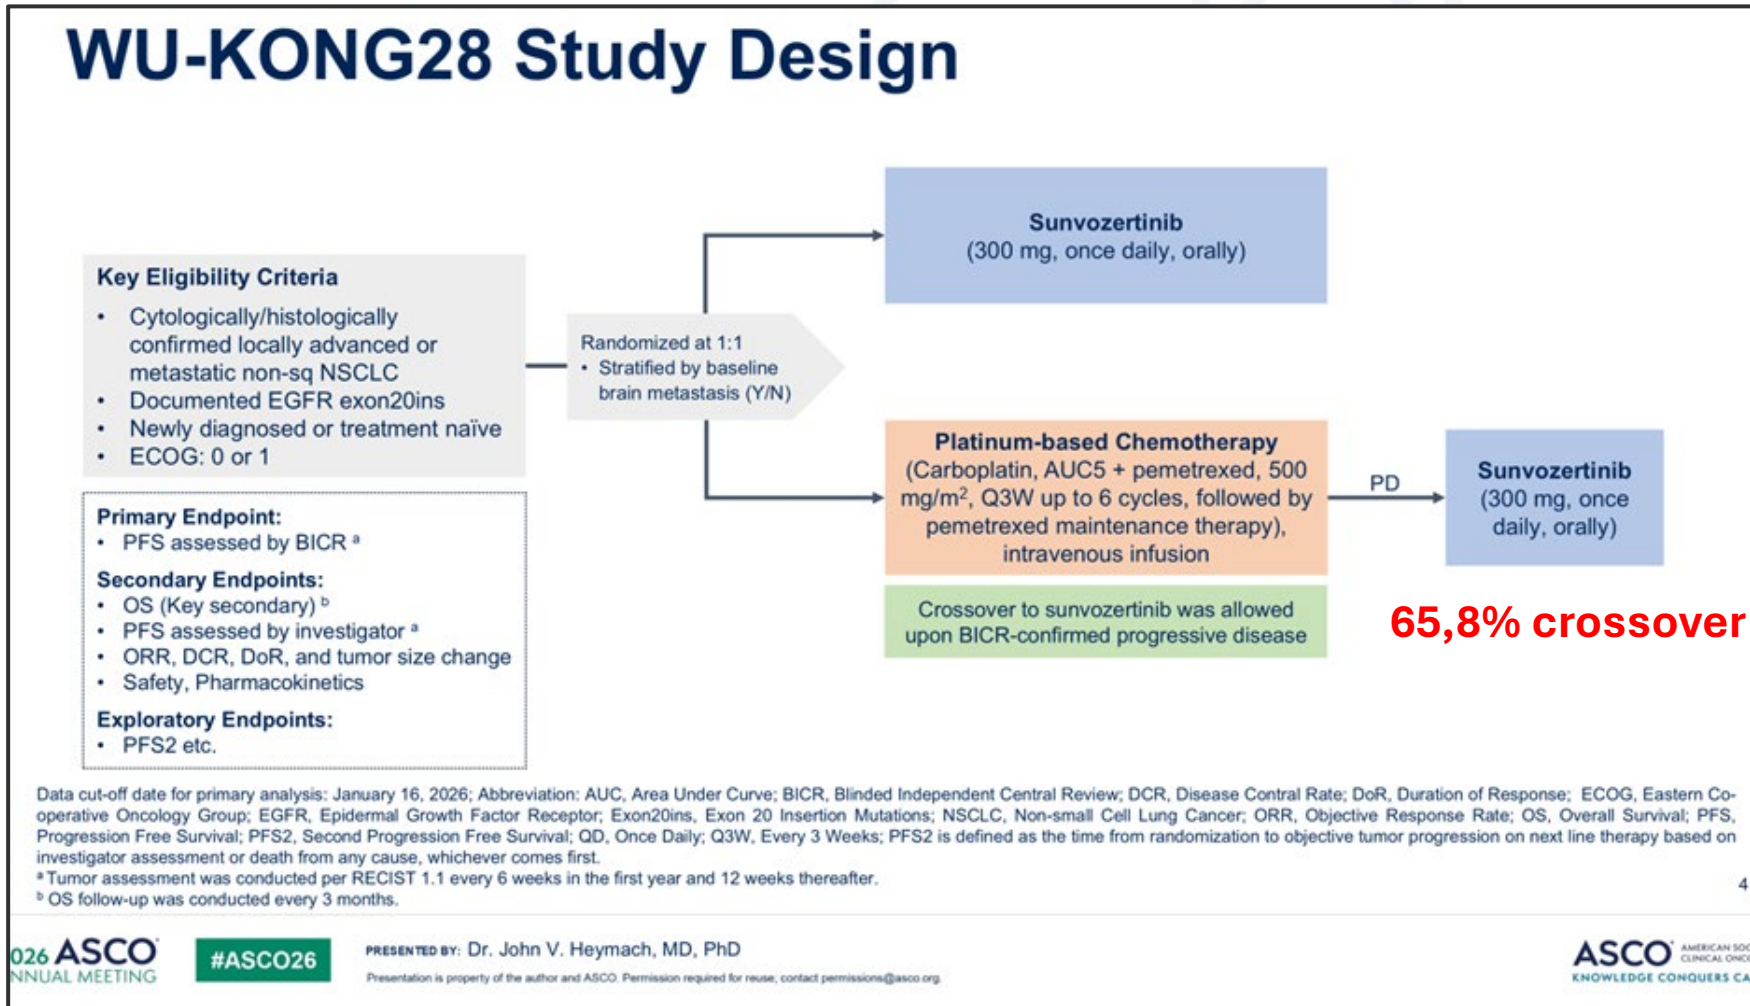 WU-KONG28 Study Design
Key Eligibility Criteria
• Cytologically/histologically
confirmed locally advanced or
metastatic non-sq NSCLC
• Documented EGFR exon20ins
• Newly diagnosed or treatment naïve
• ECOG: 0 or 1
Primary Endpoint:
• PFS assessed by BICR ᵃ
Secondary Endpoints:
• OS (Key secondary) ᵇ
• PFS assessed by investigator ᵃ
• ORR, DCR, DoR, and tumor size change
• Safety, Pharmacokinetics
Exploratory Endpoints:
• PFS2 etc.
Randomized at 1:1
• Stratified by baseline
brain metastasis (Y/N)
Sunvozertinib
(300 mg, once daily, orally)
Platinum-based Chemotherapy
(Carboplatin, AUC5 + pemetrexed, 500
mg/m², Q3W up to 6 cycles, followed by
pemetrexed maintenance therapy),
intravenous infusion
Crossover to sunvozertinib was allowed
upon BICR-confirmed progressive disease
PD
Sunvozertinib
(300 mg, once
daily, orally)
65,8% crossover
Data cut-off date for primary analysis: January 16, 2026; Abbreviation: AUC, Area Under Curve; BICR, Blinded Independent Central Review; DCR, Disease Contral Rate; DoR, Duration of Response; ECOG, Eastern Co-
operative Oncology Group; EGFR, Epidermal Growth Factor Receptor; Exon20ins, Exon 20 Insertion Mutations; NSCLC, Non-small Cell Lung Cancer; ORR, Objective Response Rate; OS, Overall Survival; PFS,
Progression Free Survival; PFS2, Second Progression Free Survival; QD, Once Daily; Q3W, Every 3 Weeks; PFS2 is defined as the time from randomization to objective tumor progression on next line therapy based on
investigator assessment or death from any cause, whichever comes first.
ᵃ Tumor assessment was conducted per RECIST 1.1 every 6 weeks in the first year and 12 weeks thereafter.
ᵇ OS follow-up was conducted every 3 months.
4
026 ASCO
NNUAL MEETING
#ASCO26
PRESENTED BY: Dr. John V. Heymach, MD, PhD
Presentation is property of the author and ASCO. Permission required for reuse; contact permissions@asco.org.
ASCO AMERICAN SOC
CLINICAL ONCO
KNOWLEDGE CONQUERS CA